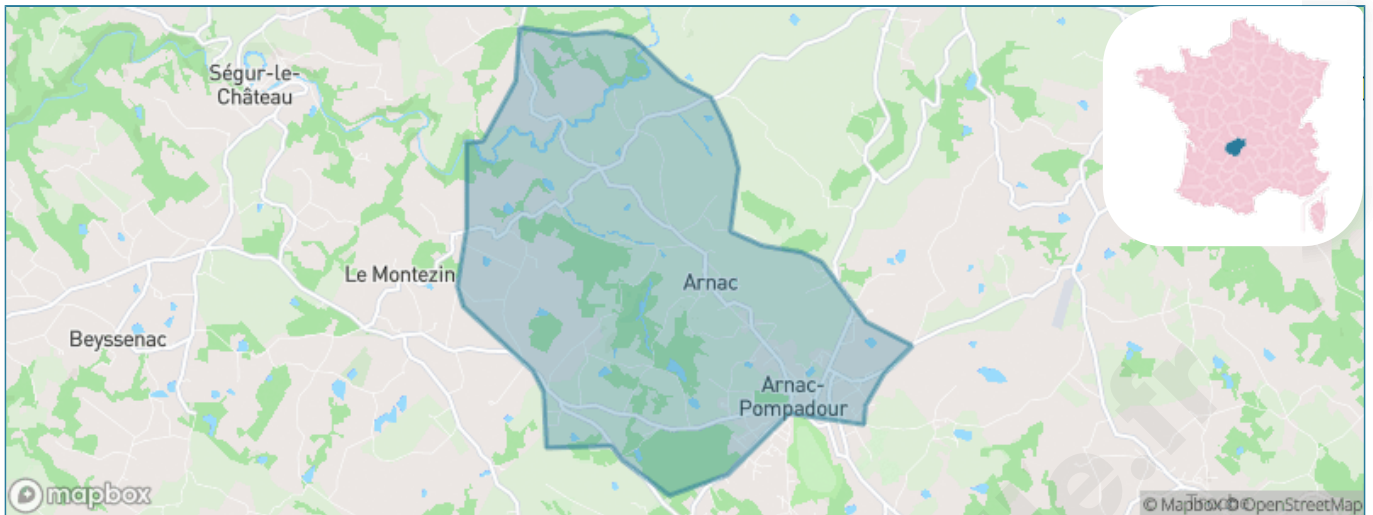 Ségur-le-
Château
Le Montezin
Arnac
Beyssenac
Arnac-
Pompadour
mapbox
© Mapbox © OpenStreetMap